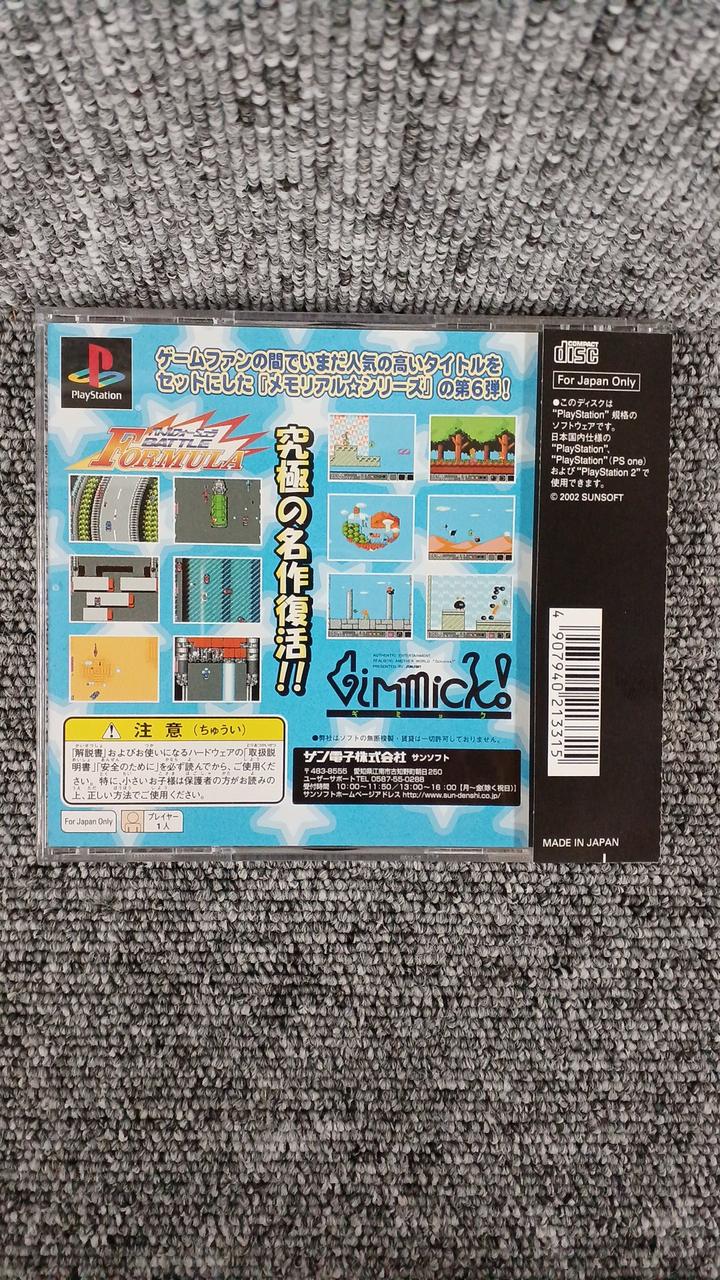 PlayStation
ゲームファンの間でいまだ人気の高いタイトルを
セットにした『メモリアル☆シリーズ』の第6弾!
BATTLE
FORMULA
究極の名作復活!!
AUTHENTIC ENTERTAINMENT
REALISTIC ANOTHER WORLD "Gimmick!"
PRESENTED BY SUNSOFT
Gimmick!
ギミック
●弊社はソフトの無断複製・賃貸は一切許可しておりません。
注意(ちゅうい)
「解説書」およびお使いになるハードウェアの「取扱説
明書」「安全のために」を必ず読んでから、ご使用くだ
さい。特に、小さいお子様は保護者の方がお読みの
上、正しい方法でご使用ください。
サン電子株式会社 サンソフト
〒483-8555 愛知県江南市古知野町朝日250
ユーザーサポートTEL 0587-55-0288
受付時間 10:00〜11:50/13:00〜16:00 [月〜金(除く祝日)]
サンソフトホームページアドレス http://www.sun-denshi.co.jp/
For Japan Only
プレイヤー
1人
COMPACT
disc
For Japan Only
●このディスクは
"PlayStation" 規格の
ソフトウェアです。
日本国内仕様の
"PlayStation",
"PlayStation" (PS one)
および "PlayStation 2" で
使用できます。
© 2002 SUNSOFT
4 907940 213315
MADE IN JAPAN